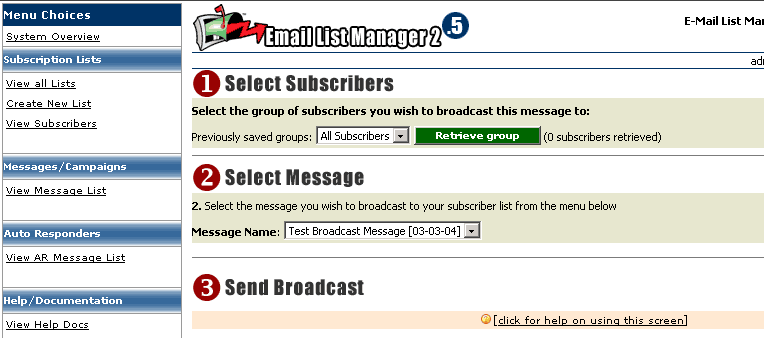 Menu Choices
System Overview
Subscription Lists
View all Lists
Create New List
View Subscribers
Messages/Campaigns
View Message List
Auto Responders
View AR Message List
Help/Documentation
View Help Docs
Email List Manager 2.5
E-Mail List Ma
adm
1 Select Subscribers
Select the group of subscribers you wish to broadcast this message to:
Previously saved groups: All Subscribers Retrieve group (0 subscribers retrieved)
2 Select Message
2. Select the message you wish to broadcast to your subscriber list from the menu below
Message Name: Test Broadcast Message [03-03-04]
3 Send Broadcast
[click for help on using this screen]